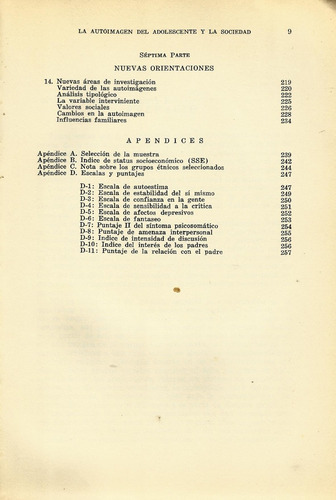 LA AUTOIMAGEN DEL ADOLESCENTE Y LA SOCIEDAD 9
SÉPTIMA PARTE
NUEVAS ORIENTACIONES
14. Nuevas áreas de investigación 219
Variedad de las autoimágenes 220
Análisis tipológico 222
La variable interviniente 225
Valores sociales 226
Cambios en la autoimagen 228
Influencias familiares 234
APENDICES
Apéndice A. Selección de la muestra 239
Apéndice B. Indice de status socioeconómico (SSE) 242
Apéndice C. Nota sobre los grupos étnicos seleccionados 244
Apéndice D. Escalas y puntajes 247
D-1: Escala de autoestima 247
D-2: Escala de estabilidad del sí mismo 249
D-3: Escala de confianza en la gente 250
D-4: Escala de sensibilidad a la crítica 251
D-5: Escala de afectos depresivos 252
D-6: Escala de fantaseo 253
D-7: Puntaje II del síntoma psicosomático 254
D-8: Puntaje de amenaza interpersonal 255
D-9: Indice de intensidad de discusión 256
D-10: Indice del interés de los padres 256
D-11: Puntaje de la relación con el padre 257